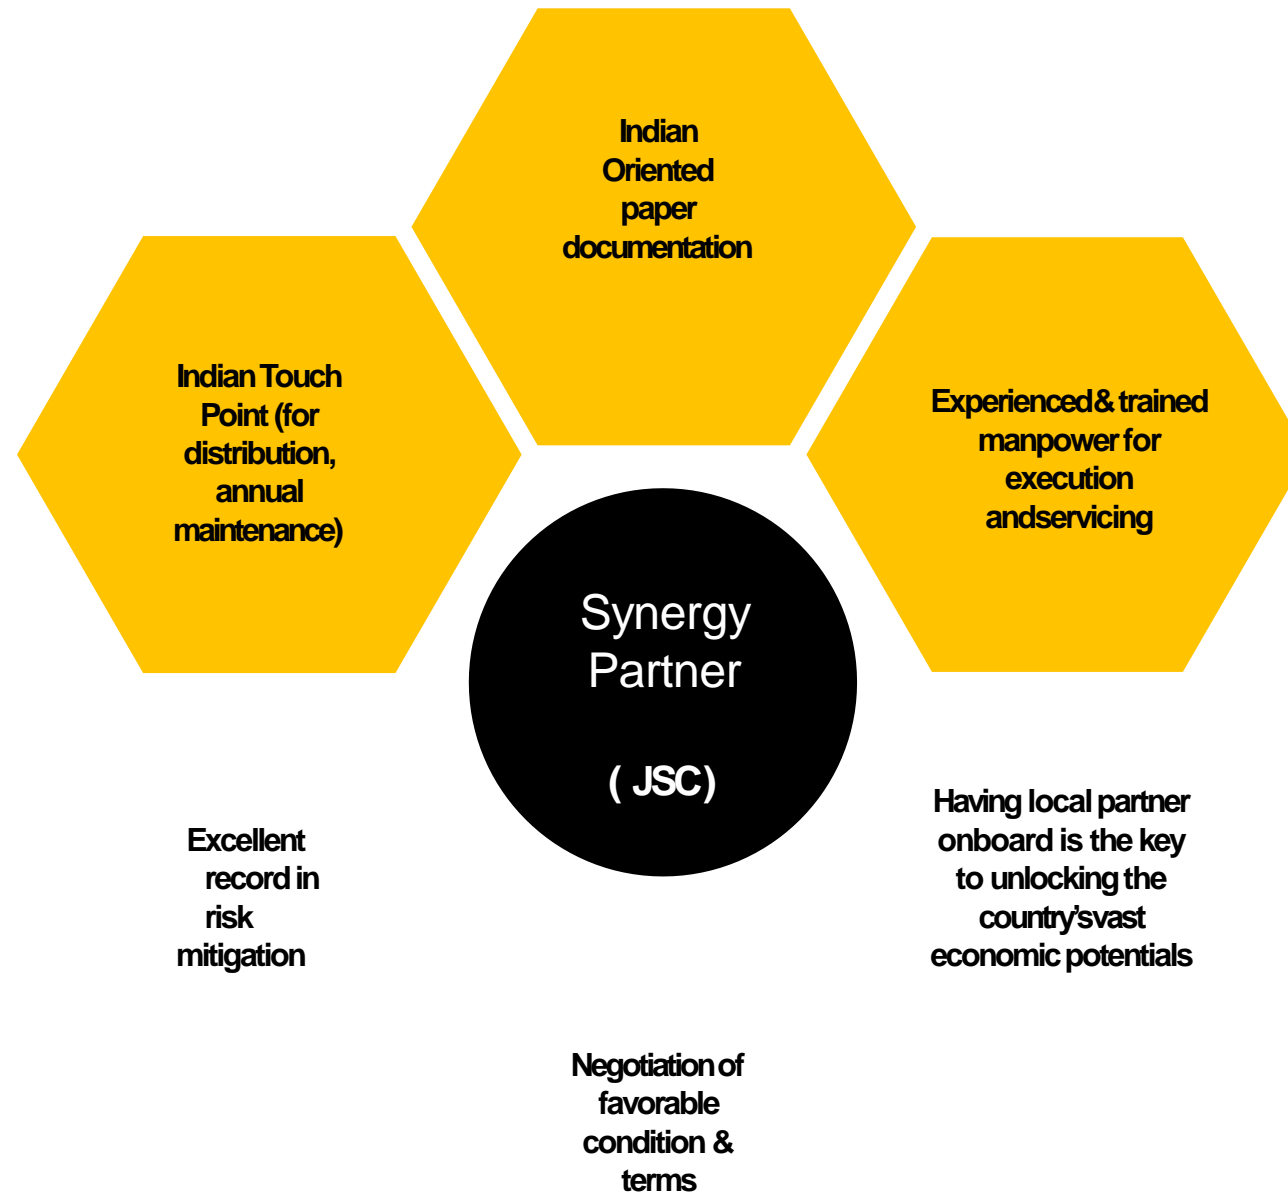 Indian
Oriented
paper
documentation
Indian Touch
Point (for
distribution,
annual
maintenance)
Experienced & trained
manpower for
execution
andservicing
Synergy
Partner
( JSC)
Excellent
record in
risk
mitigation
Having local partner
onboard is the key
to unlocking the
country'svast
economic potentials
Negotiation of
favorable
condition &
terms